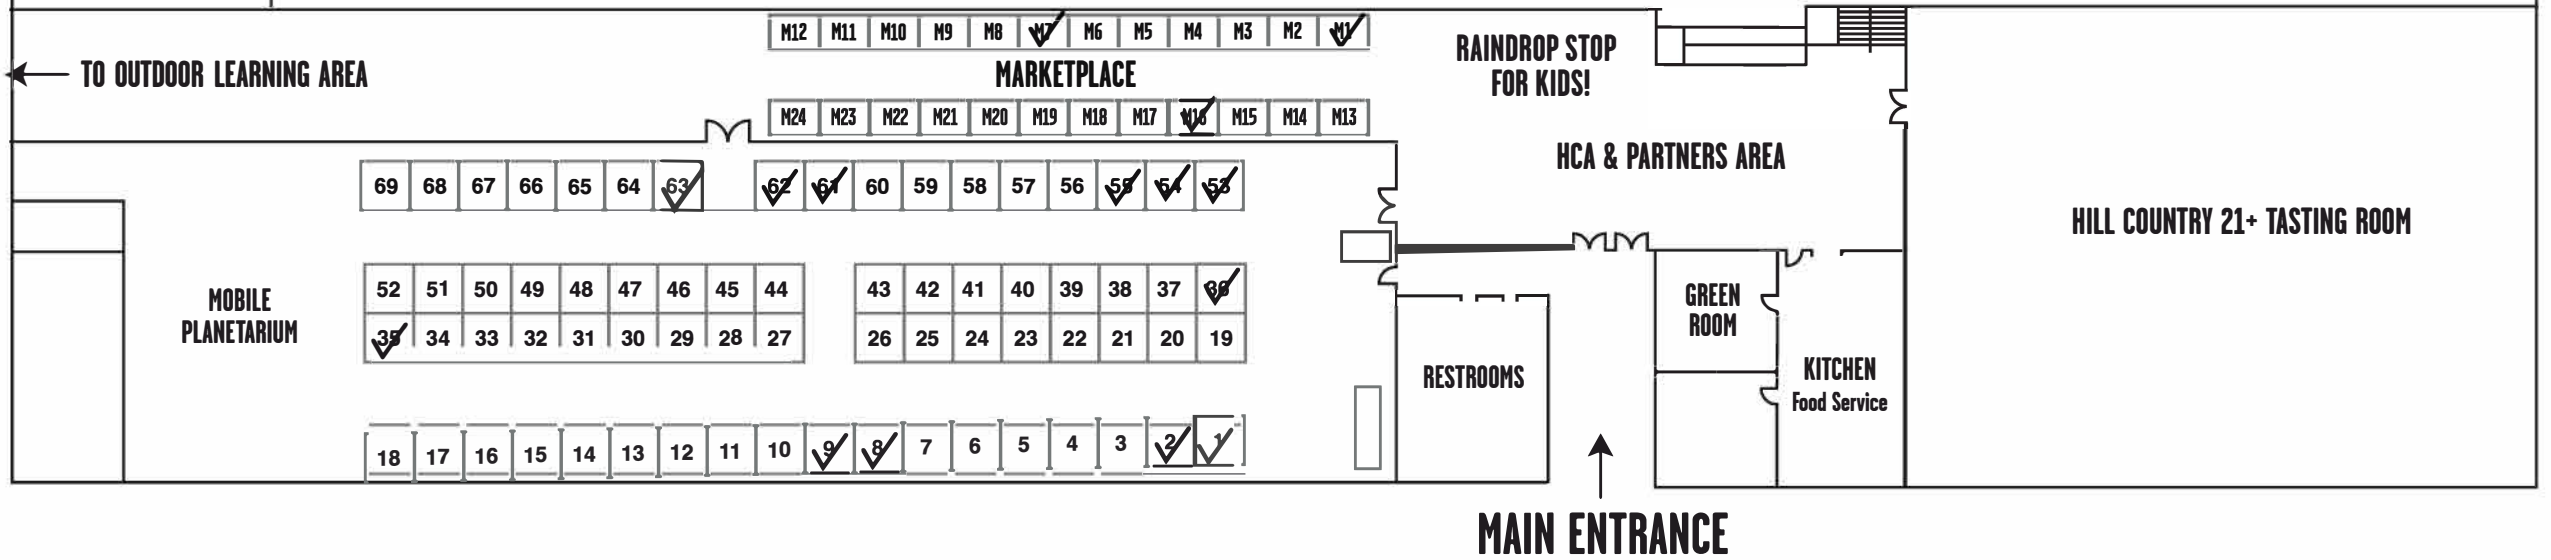 M12 M11 M10 M9 M8 M7 M6 M5 M4 M3 M2 M1
RAINDROP STOP
FOR KIDS!
TO OUTDOOR LEARNING AREA
MARKETPLACE
M24 M23 M22 M21 M20 M19 M18 M17 M16 M15 M14 M13
HCA & PARTNERS AREA
69 68 67 66 65 64 63 62 61 60 59 58 57 56 55 54 53
HILL COUNTRY 21+ TASTING ROOM
52 51 50 49 48 47 46 45 44 43 42 41 40 39 38 37 36
MOBILE
PLANETARIUM
GREEN
ROOM
35 34 33 32 31 30 29 28 27 26 25 24 23 22 21 20 19
RESTROOMS
KITCHEN
Food Service
18 17 16 15 14 13 12 11 10 9 8 7 6 5 4 3 2 1
MAIN ENTRANCE